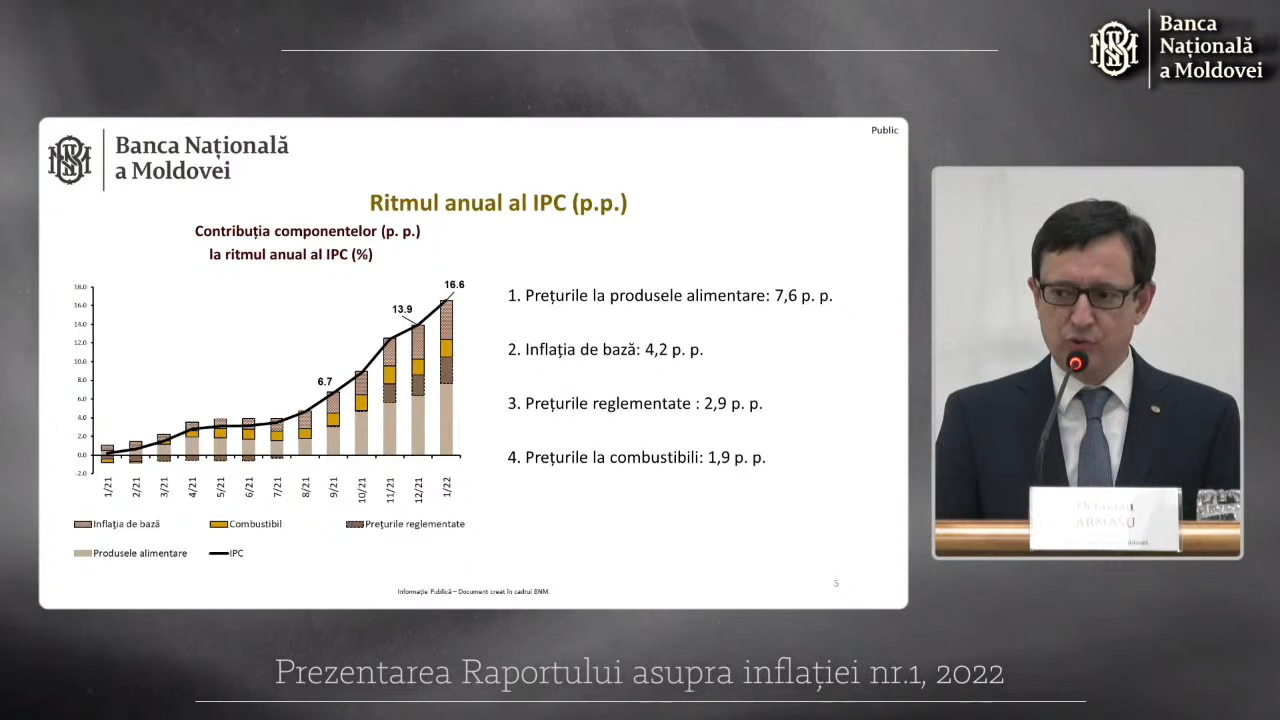 Banca
Națională
a Moldovei
Banca Națională
a Moldovei
Public
Ritmul anual al IPC (p.p.)
Contribuția componentelor (p. p.)
la ritmul anual al IPC (%)
18.0
16.0
14.0
12.0
10.0
8.0
6.0
4.0
2.0
0.0
-2.0
6.7
13.9
16.6
1/21
2/21
3/21
4/21
5/21
6/21
7/21
8/21
9/21
10/21
11/21
12/21
1/22
Inflația de bază
Combustibil
Prețurile reglementate
Produsele alimentare
IPC
1. Prețurile la produsele alimentare: 7,6 p. p.
2. Inflația de bază: 4,2 p. p.
3. Prețurile reglementate : 2,9 p. p.
4. Prețurile la combustibili: 1,9 p. p.
Informație Publică – Document creat în cadrul BNM.
5
Octavian
ARMAȘU
Prezentarea Raportului asupra inflației nr.1, 2022